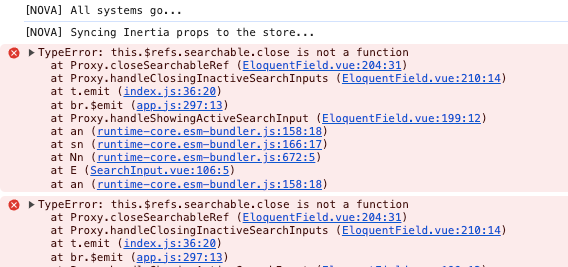 [NOVA] All systems go...
[NOVA] Syncing Inertia props to the store...
TypeError: this.$refs.searchable.close is not a function
at Proxy.closeSearchableRef (EloquentField.vue:204:31)
at Proxy.handleClosingInactiveSearchInputs (EloquentField.vue:210:14)
at t.emit (index.js:36:20)
at br.$emit (app.js:297:13)
at Proxy.handleShowingActiveSearchInput (EloquentField.vue:199:12)
at an (runtime-core.esm-bundler.js:158:18)
at sn (runtime-core.esm-bundler.js:166:17)
at Nn (runtime-core.esm-bundler.js:672:5)
at E (SearchInput.vue:106:5)
at an (runtime-core.esm-bundler.js:158:18)
TypeError: this.$refs.searchable.close is not a function
at Proxy.closeSearchableRef (EloquentField.vue:204:31)
at Proxy.handleClosingInactiveSearchInputs (EloquentField.vue:210:14)
at t.emit (index.js:36:20)
at br.$emit (app.js:297:13)